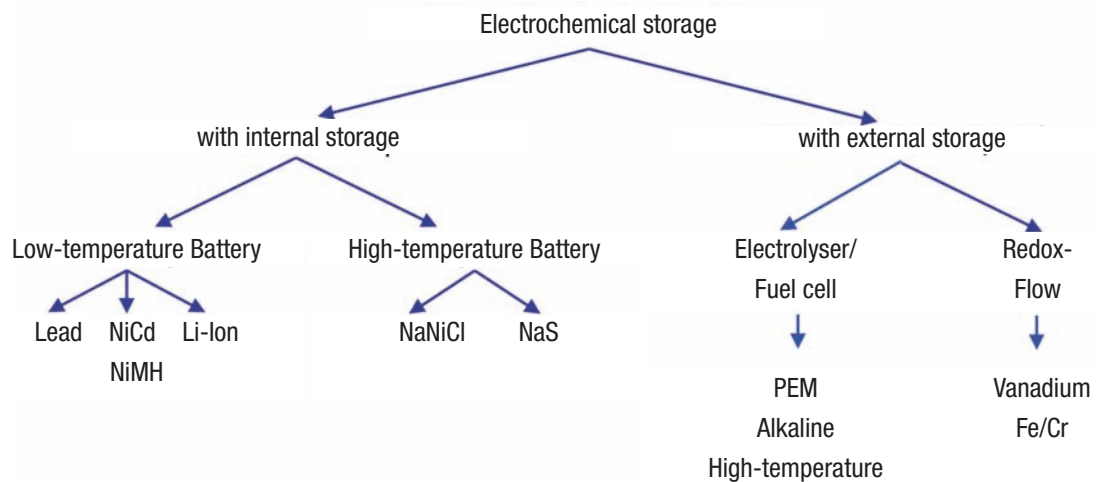 Electrochemical storage
with internal storage
with external storage
Low-temperature Battery
High-temperature Battery
Electrolyser/
Fuel cell
Redox-
Flow
Lead
NiCd
NiMH
Li-Ion
NaNiCl
NaS
PEM
Alkaline
High-temperature
Vanadium
Fe/Cr